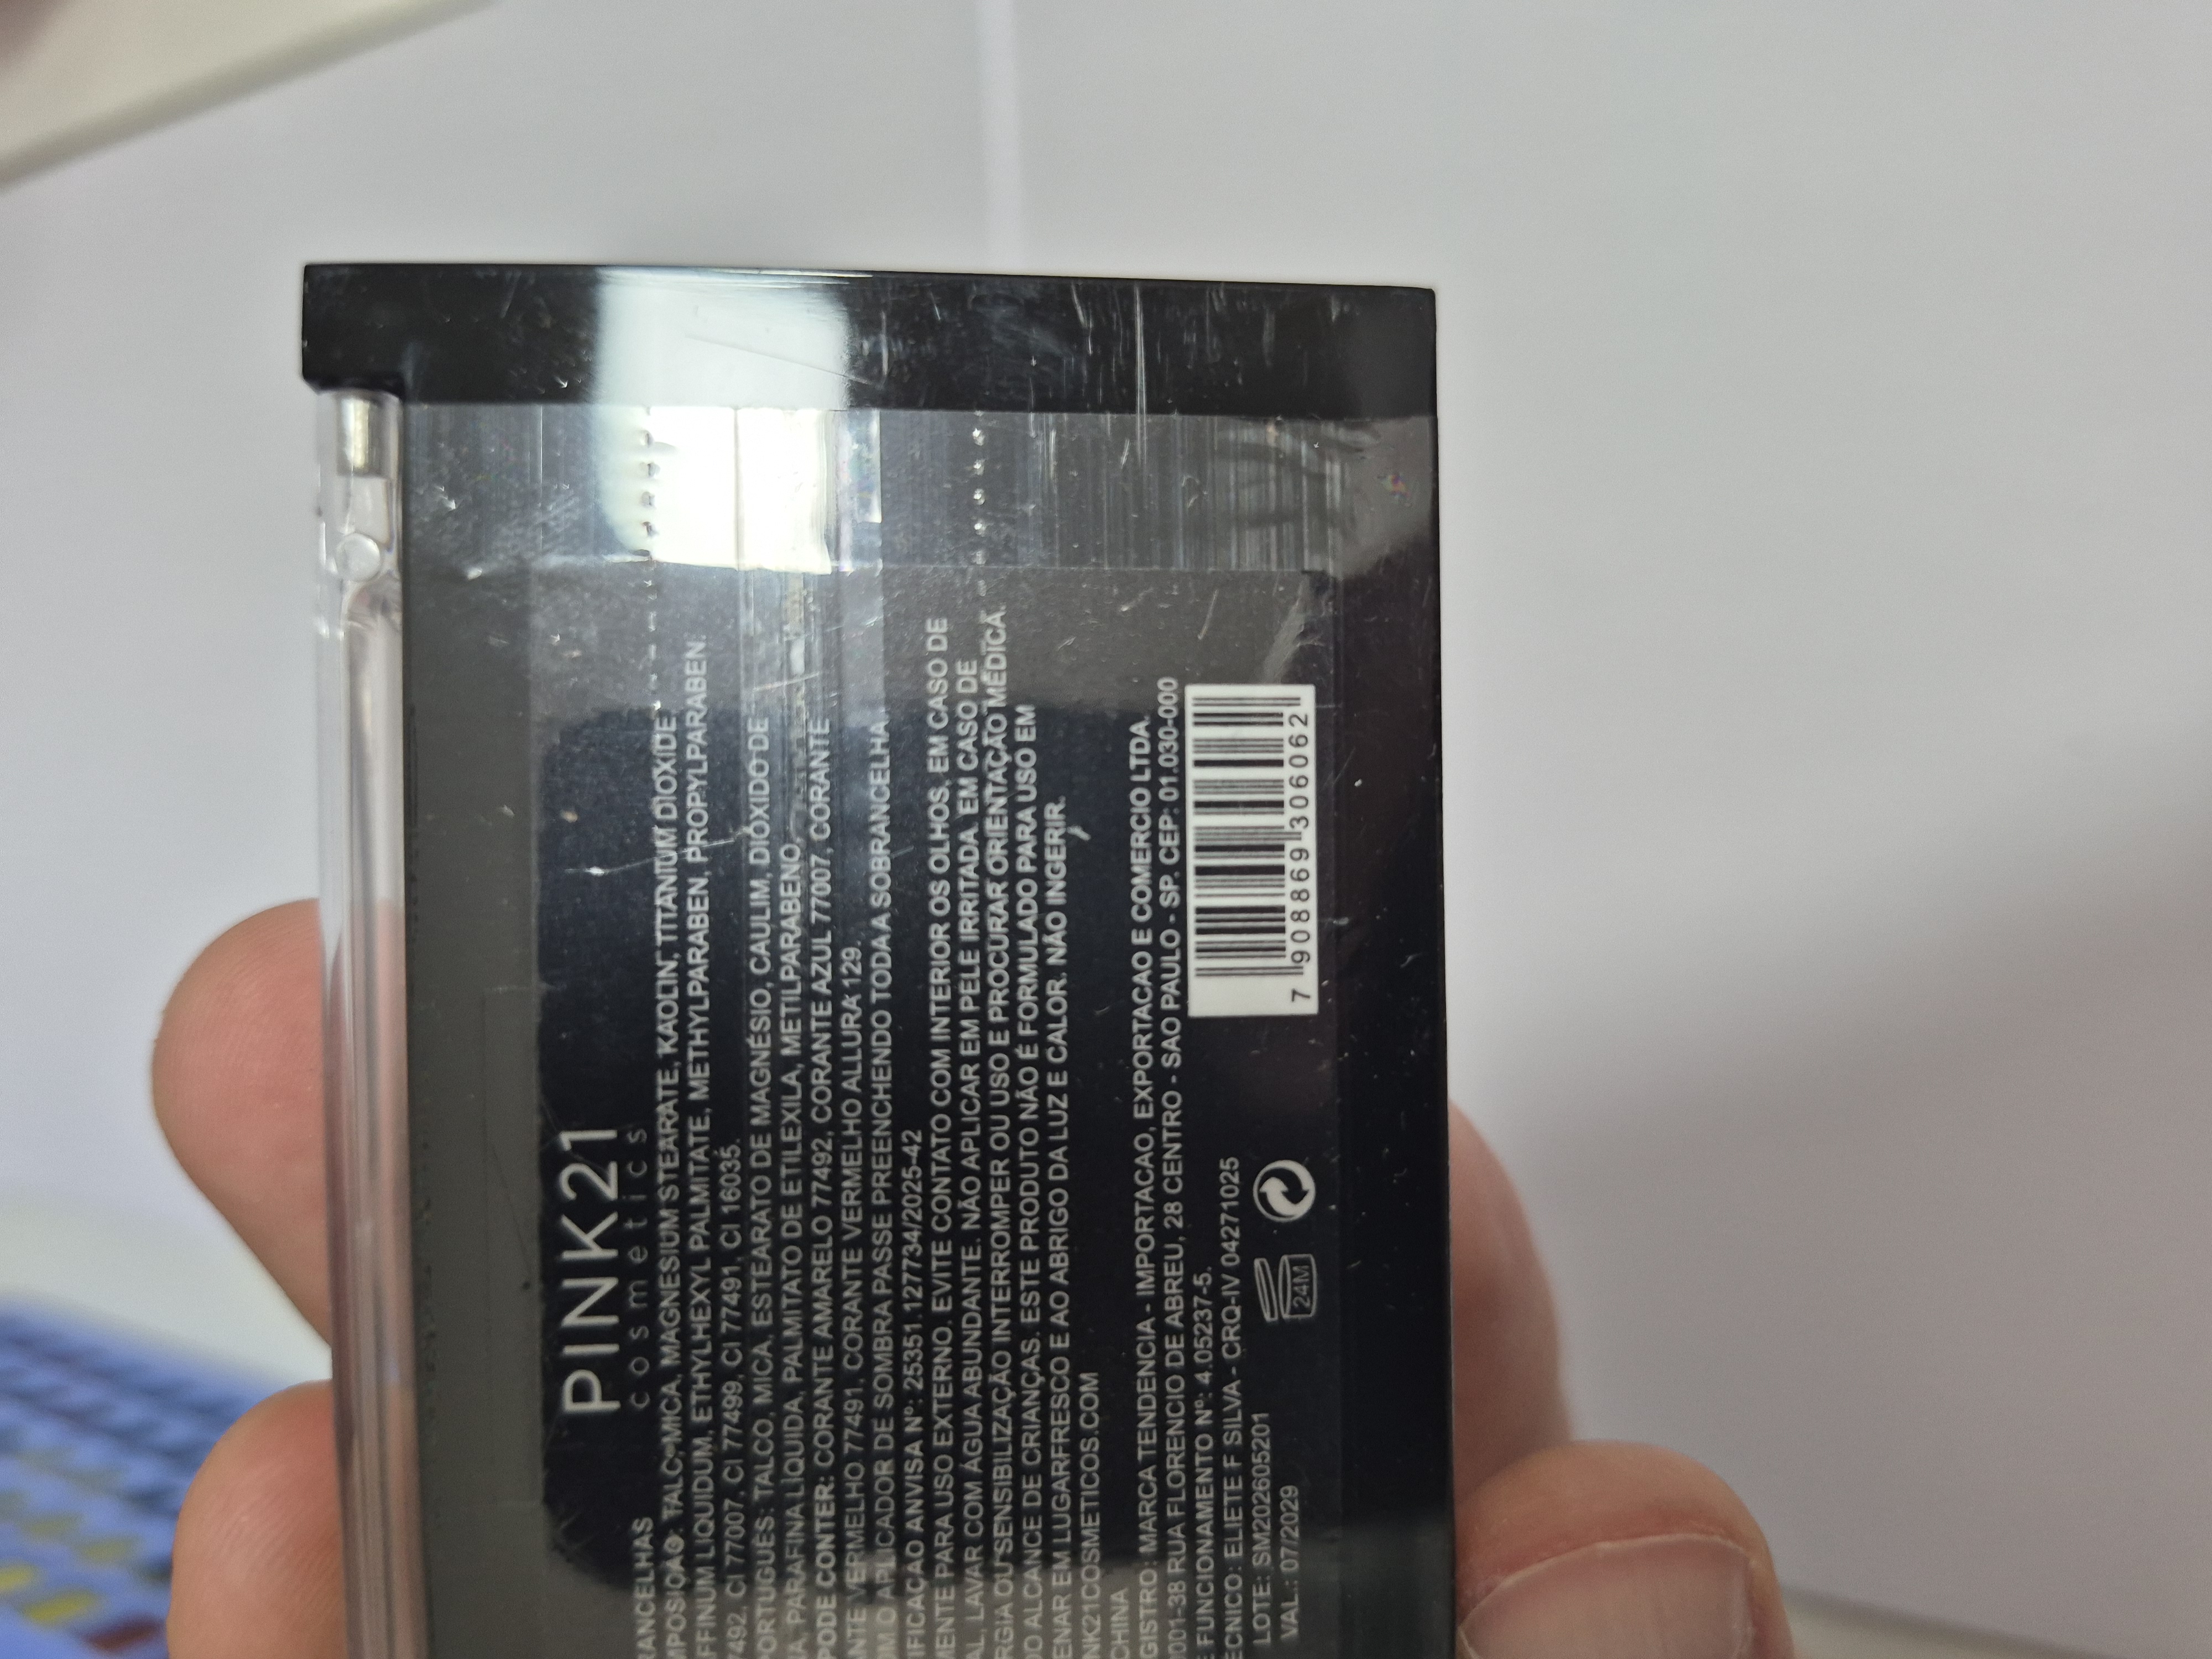 PINK21
cosmetics
RANCELHAS
MPOSIÇÃO: TALC, MICA, MAGNESIUM STEARATE, KAOLIN, TITANIUM DIOXIDE,
FFINUM LIQUIDUM, ETHYLHEXYL PALMITATE, METHYLPARABEN, PROPYLPARABEN.
7492, CI 77007, CI 77499, CI 77491, CI 16035.
PORTUGUÊS: TALCO, MICA, ESTEARATO DE MAGNÉSIO, CAULIM, DIÓXIDO DE
NA, PARAFINA LÍQUIDA, PALMITATO DE ETILEXILA, METILPARABENO,
PODE CONTER: CORANTE AMARELO 77492, CORANTE AZUL 77007, CORANTE
ANTE VERMELHO 77491, CORANTE VERMELHO ALLURA 129.
OM O APLICADOR DE SOMBRA PASSE PREENCHENDO TODA A SOBRANCELHA.
TIFICAÇÃO ANVISA Nº: 25351.127734/2025-42
MENTE PARA USO EXTERNO. EVITE CONTATO COM INTERIOR OS OLHOS, EM CASO DE
AL, LAVAR COM ÁGUA ABUNDANTE. NÃO APLICAR EM PELE IRRITADA. EM CASO DE
RGIA OU SENSIBILIZAÇÃO INTERROMPER OU USO E PROCURAR ORIENTAÇÃO MÉDICA.
DO ALCANCE DE CRIANÇAS. ESTE PRODUTO NÃO É FORMULADO PARA USO EM
ENAR EM LUGARFRESCO E AO ABRIGO DA LUZ E CALOR. NÃO INGERIR.
NK21COSMETICOS.COM
CHINA
GISTRO: MARCA TENDENCIA - IMPORTACAO, EXPORTACAO E COMERCIO LTDA.
0001-38 RUA FLORENCIO DE ABREU, 28 CENTRO - SAO PAULO - SP. CEP: 01.030-000
E FUNCIONAMENTO Nº: 4.05237-5.
ÉCNICO: ELIETE F SILVA - CRQ-IV 04271025
LOTE: SM202605201
VAL.: 07/2029
24M
7 908869 306062